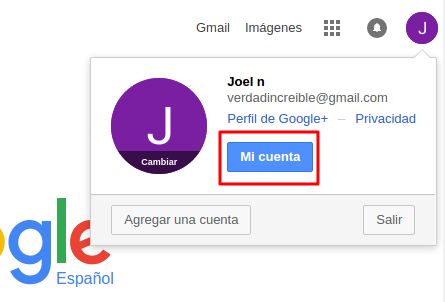 Gmail Imágenes J
Joel n
verdadincreible@gmail.com
Perfil de Google+ – Privacidad
J
Cambiar
Mi cuenta
Agregar una cuenta Salir
ogle
Español